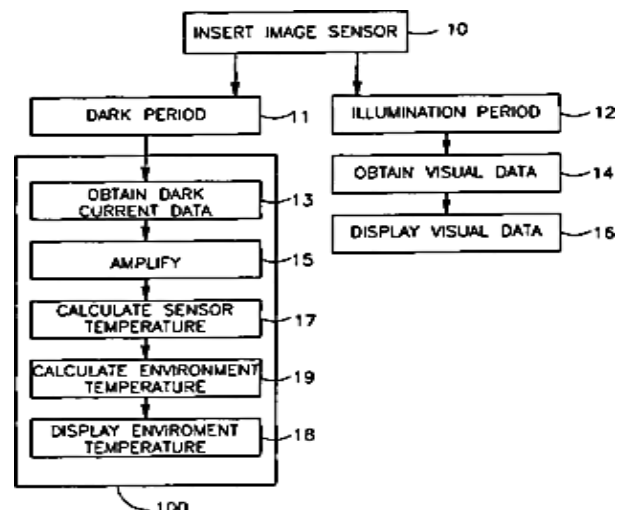 INSERT IMAGE SENSOR
10
DARK PERIOD
11
ILLUMINATION PERIOD
12
OBTAIN DARK
CURRENT DATA
13
OBTAIN VISUAL DATA
14
AMPLIFY
15
DISPLAY VISUAL DATA
16
CALCULATE SENSOR
TEMPERATURE
17
CALCULATE ENVIRONMENT
TEMPERATURE
19
DISPLAY ENVIROMENT
TEMPERATURE
18
100